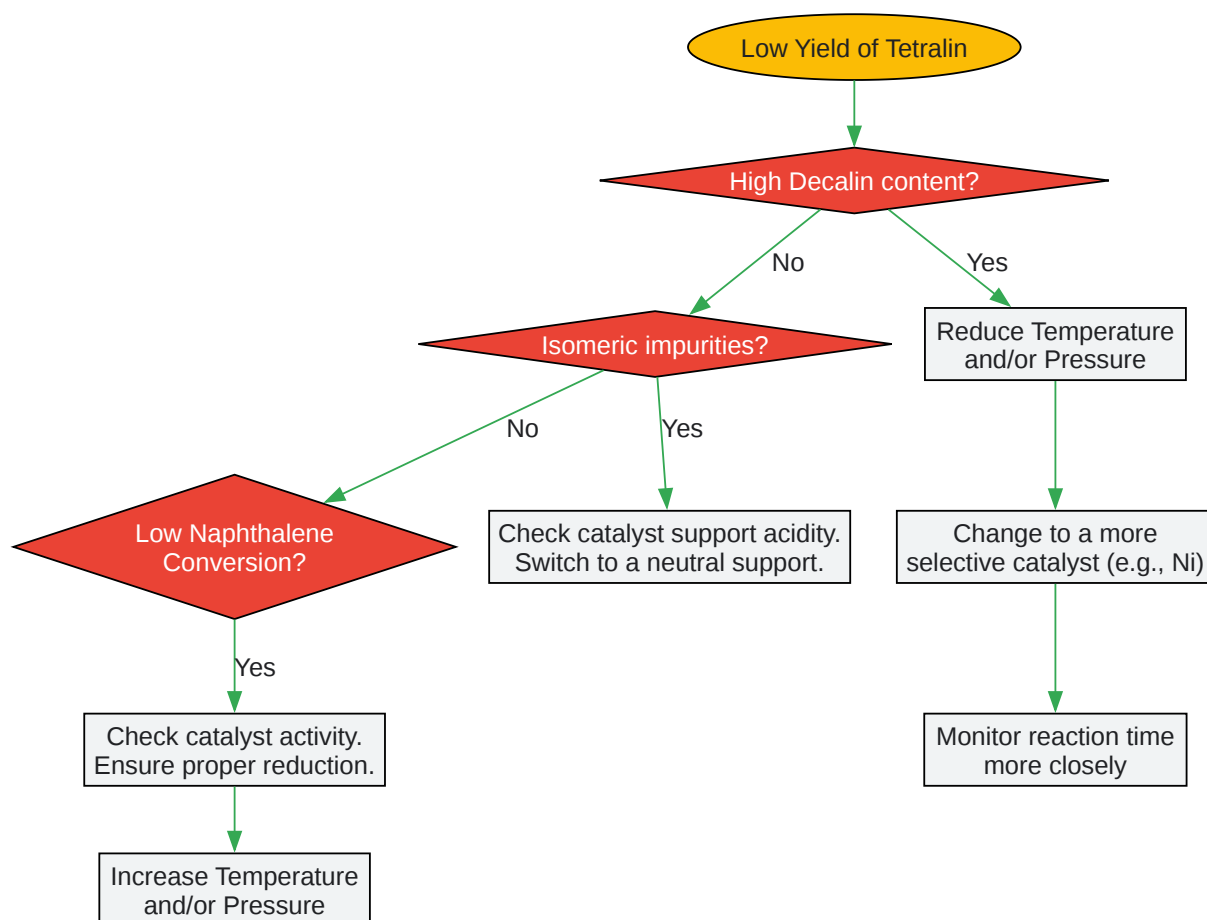 Low Yield of Tetralin
High Decalin content?
No
Yes
Isomeric impurities?
Reduce Temperature
and/or Pressure
No
Yes
Low Naphthalene
Conversion?
Check catalyst support acidity.
Switch to a neutral support.
Change to a more
selective catalyst (e.g., Ni)
Yes
Check catalyst activity.
Ensure proper reduction.
Monitor reaction time
more closely
Increase Temperature
and/or Pressure